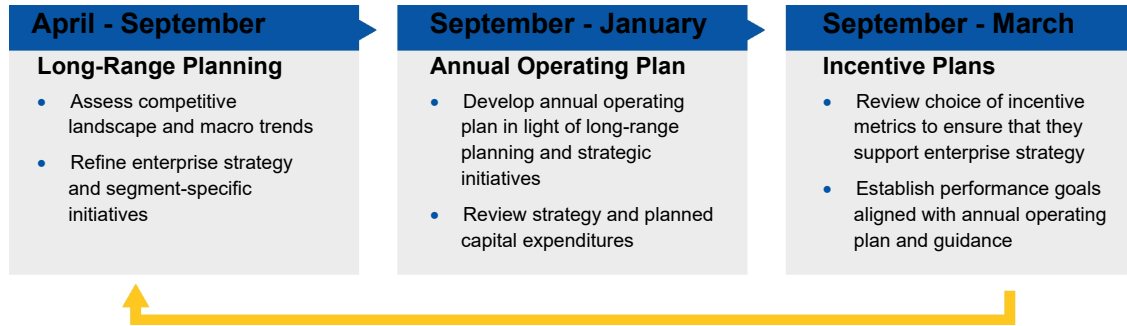 April - September
Long-Range Planning
• Assess competitive
landscape and macro trends
• Refine enterprise strategy
and segment-specific
initiatives
September - January
Annual Operating Plan
• Develop annual operating
plan in light of long-range
planning and strategic
initiatives
• Review strategy and planned
capital expenditures
September - March
Incentive Plans
• Review choice of incentive
metrics to ensure that they
support enterprise strategy
• Establish performance goals
aligned with annual operating
plan and guidance